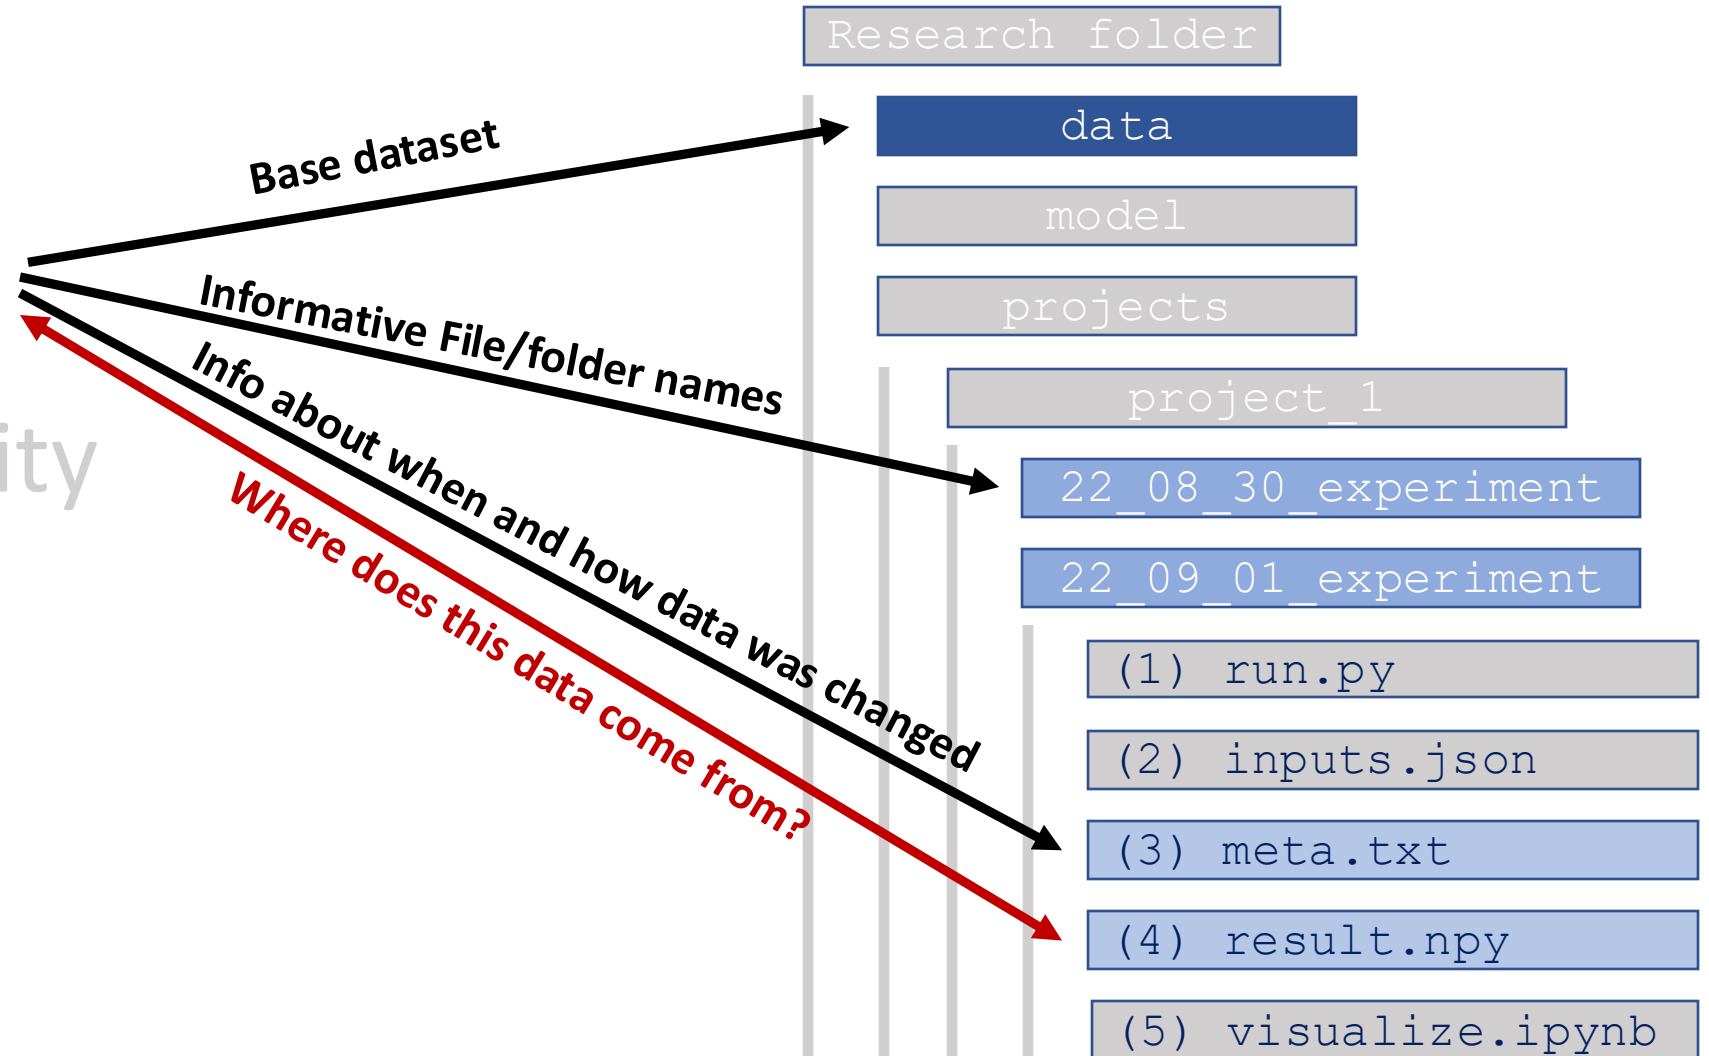 Research folder
data
Base dataset
model
projects
Informative File/folder names
project_1
ity
22_08_30_experiment
Info about when and how data was changed
22_09_01_experiment
Where does this data come from?
(1) run.py
(2) inputs.json
(3) meta.txt
(4) result.npy
(5) visualize.ipynb